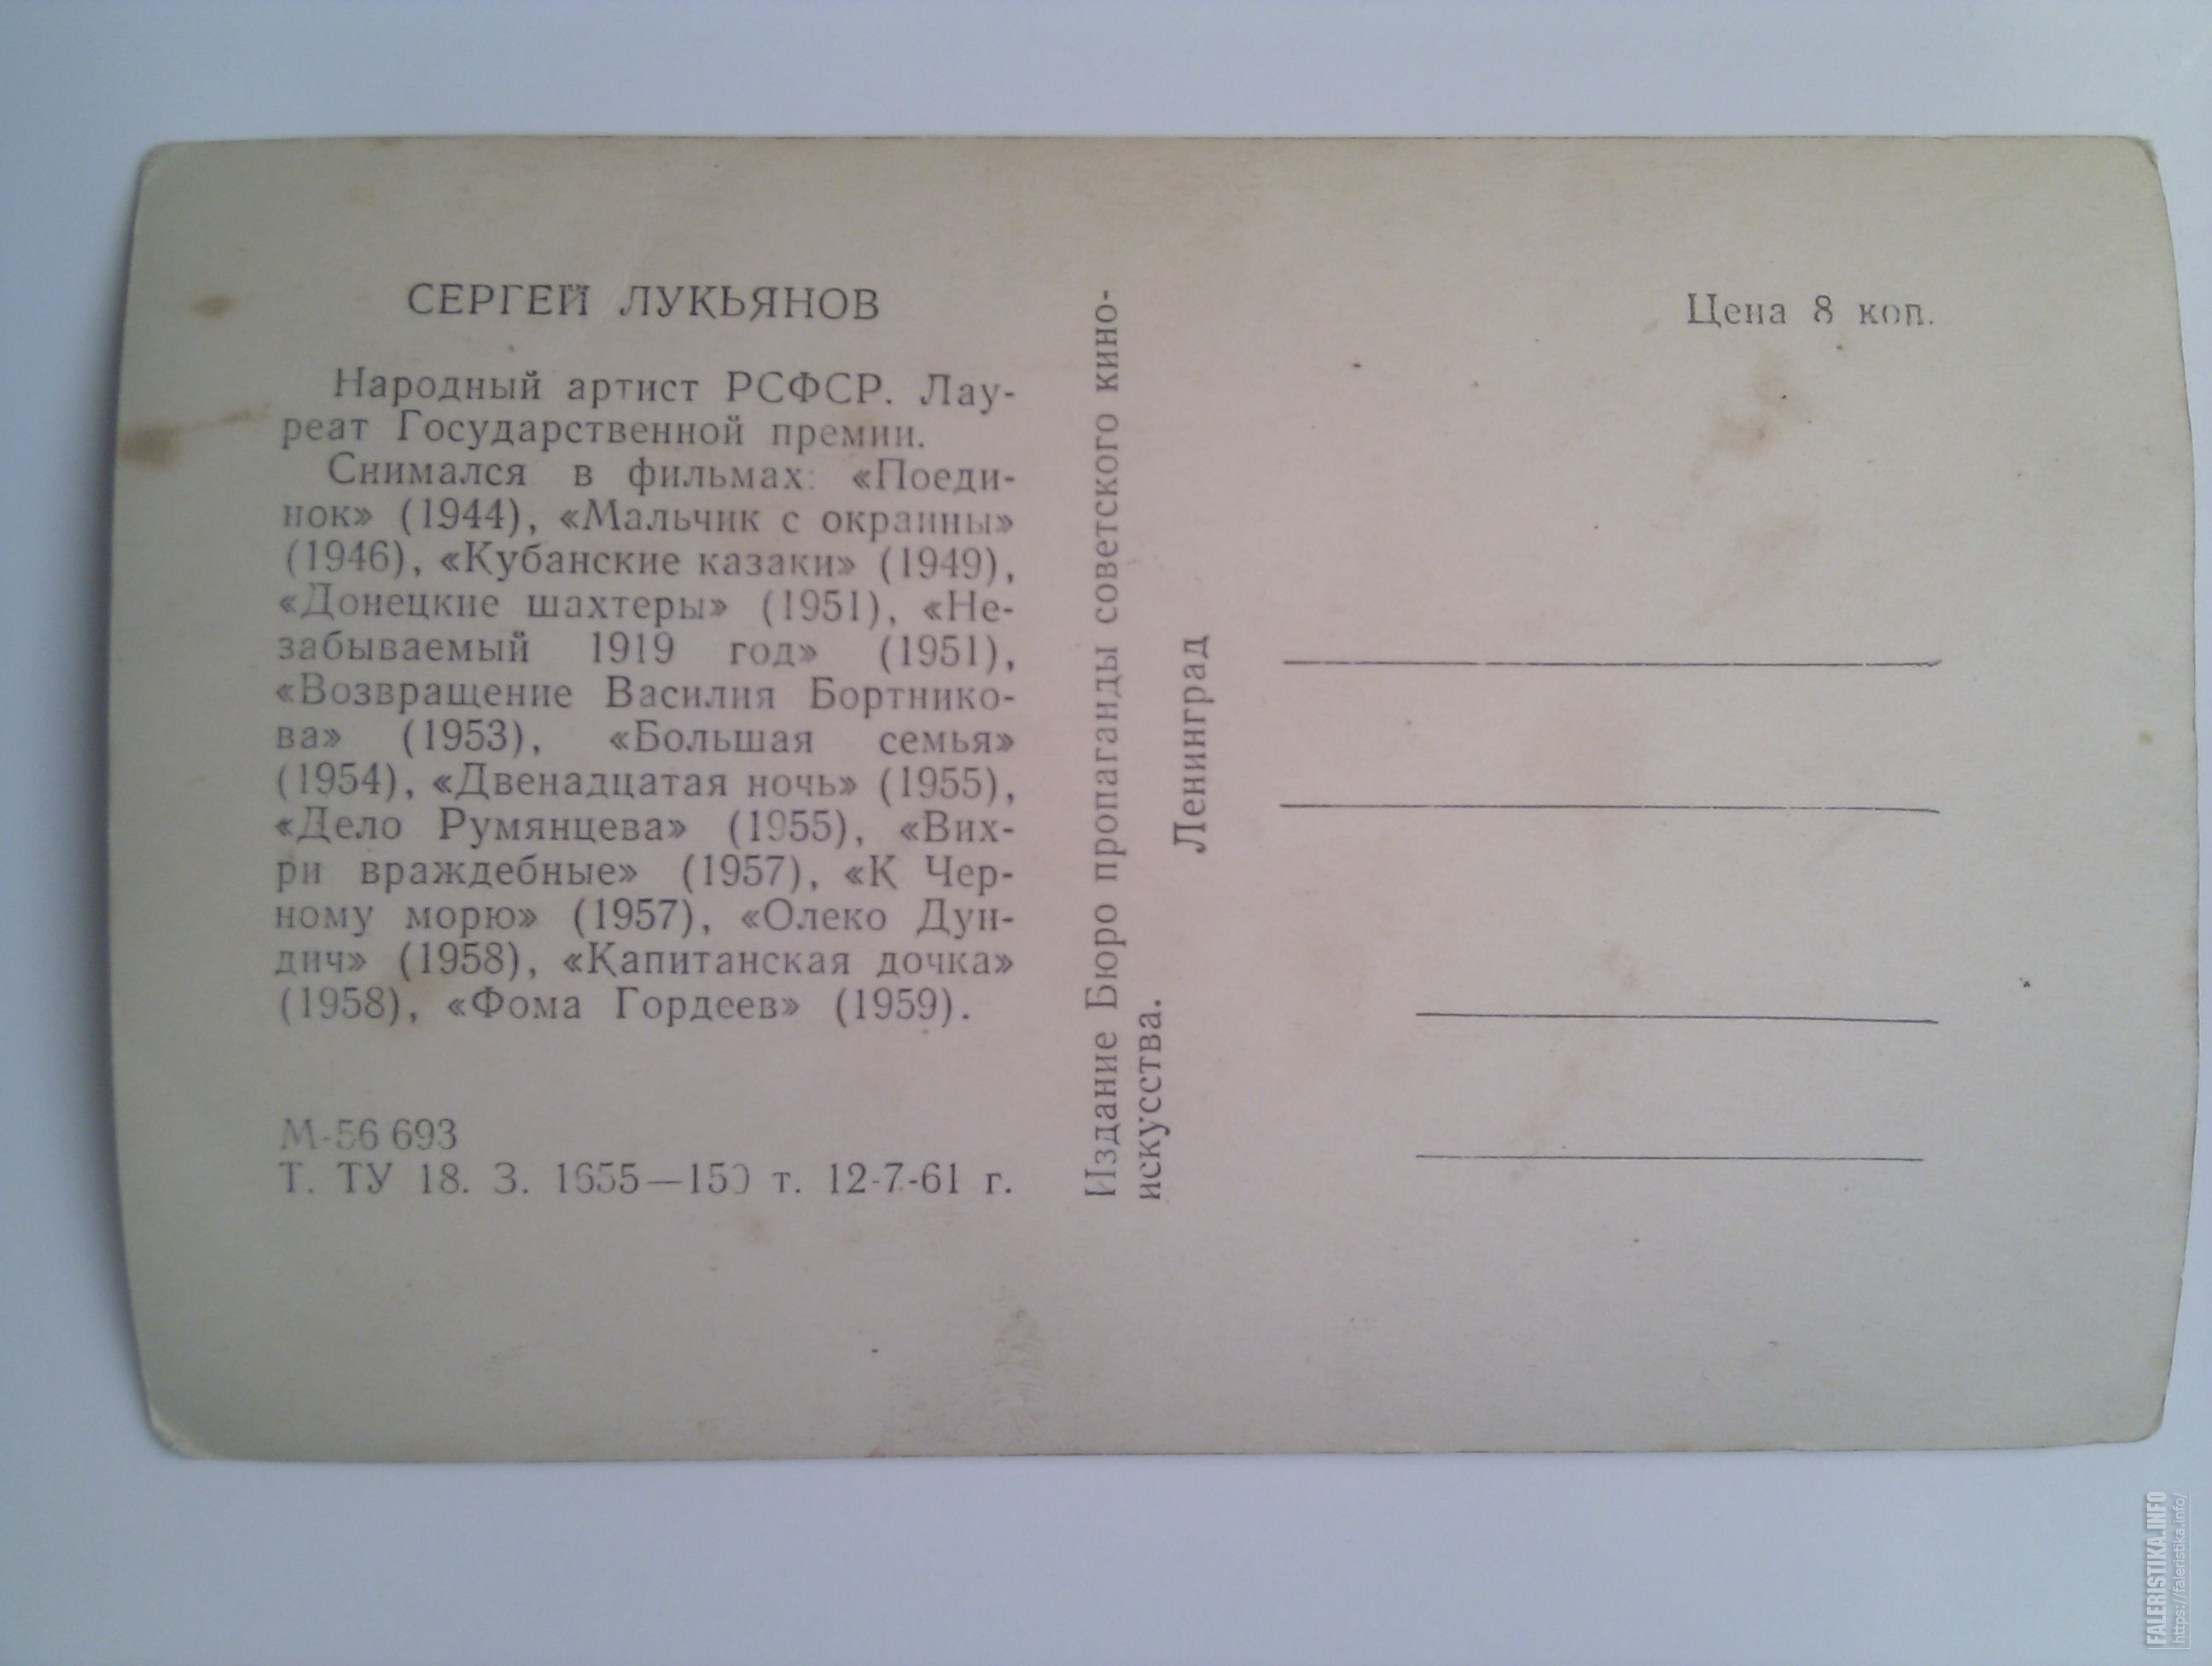 СЕРГЕЙ ЛУКЬЯНОВ
Народный артист РСФСР. Лау-
реат Государственной премии.
Снимался в фильмах: «Поеди-
нок» (1944), «Мальчик с окраины»
(1946), «Кубанские казаки» (1949),
«Донецкие шахтеры» (1951), «Не-
забываемый 1919 год» (1951),
«Возвращение Василия Бортнико-
ва» (1953), «Большая семья»
(1954), «Двенадцатая ночь» (1955),
«Дело Румянцева» (1955), «Вих-
ри враждебные» (1957), «К Чер-
ному морю» (1957), «Олеко Дун-
дич» (1958), «Капитанская дочка»
(1958), «Фома Гордеев» (1959).
М-56 693
Т. ТУ 18. З. 1655—150 т. 12-7-61 г.
Издание Бюро пропаганды советского кино-
искусства.
Ленинград
Цена 8 коп.
FALERISTIKA.INFO
https://faleristika.info/